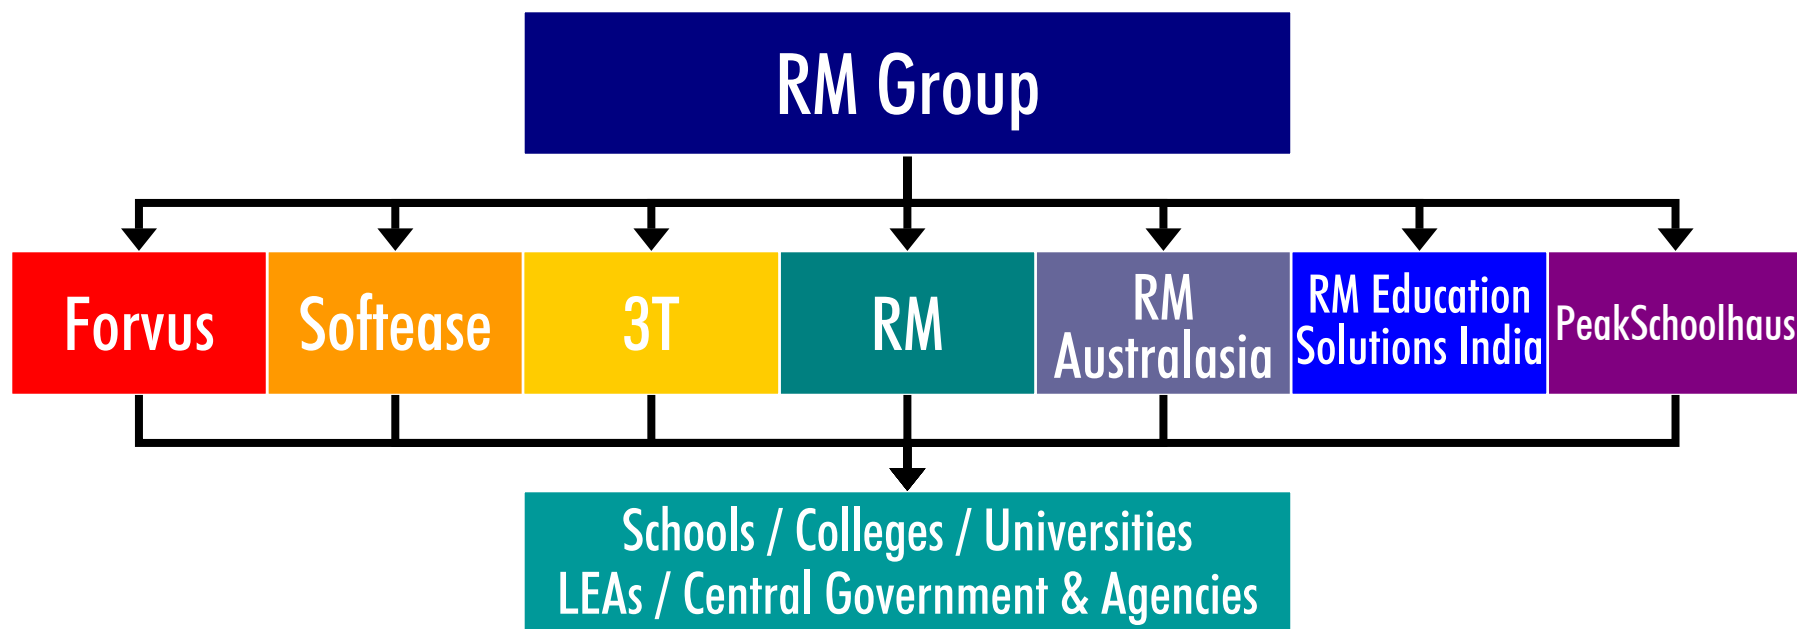 RM Group
Forvus
Softease
3T
RM
RM
Australasia
RM Education
Solutions India
PeakSchoolhaus
Schools / Colleges / Universities
LEAs / Central Government & Agencies